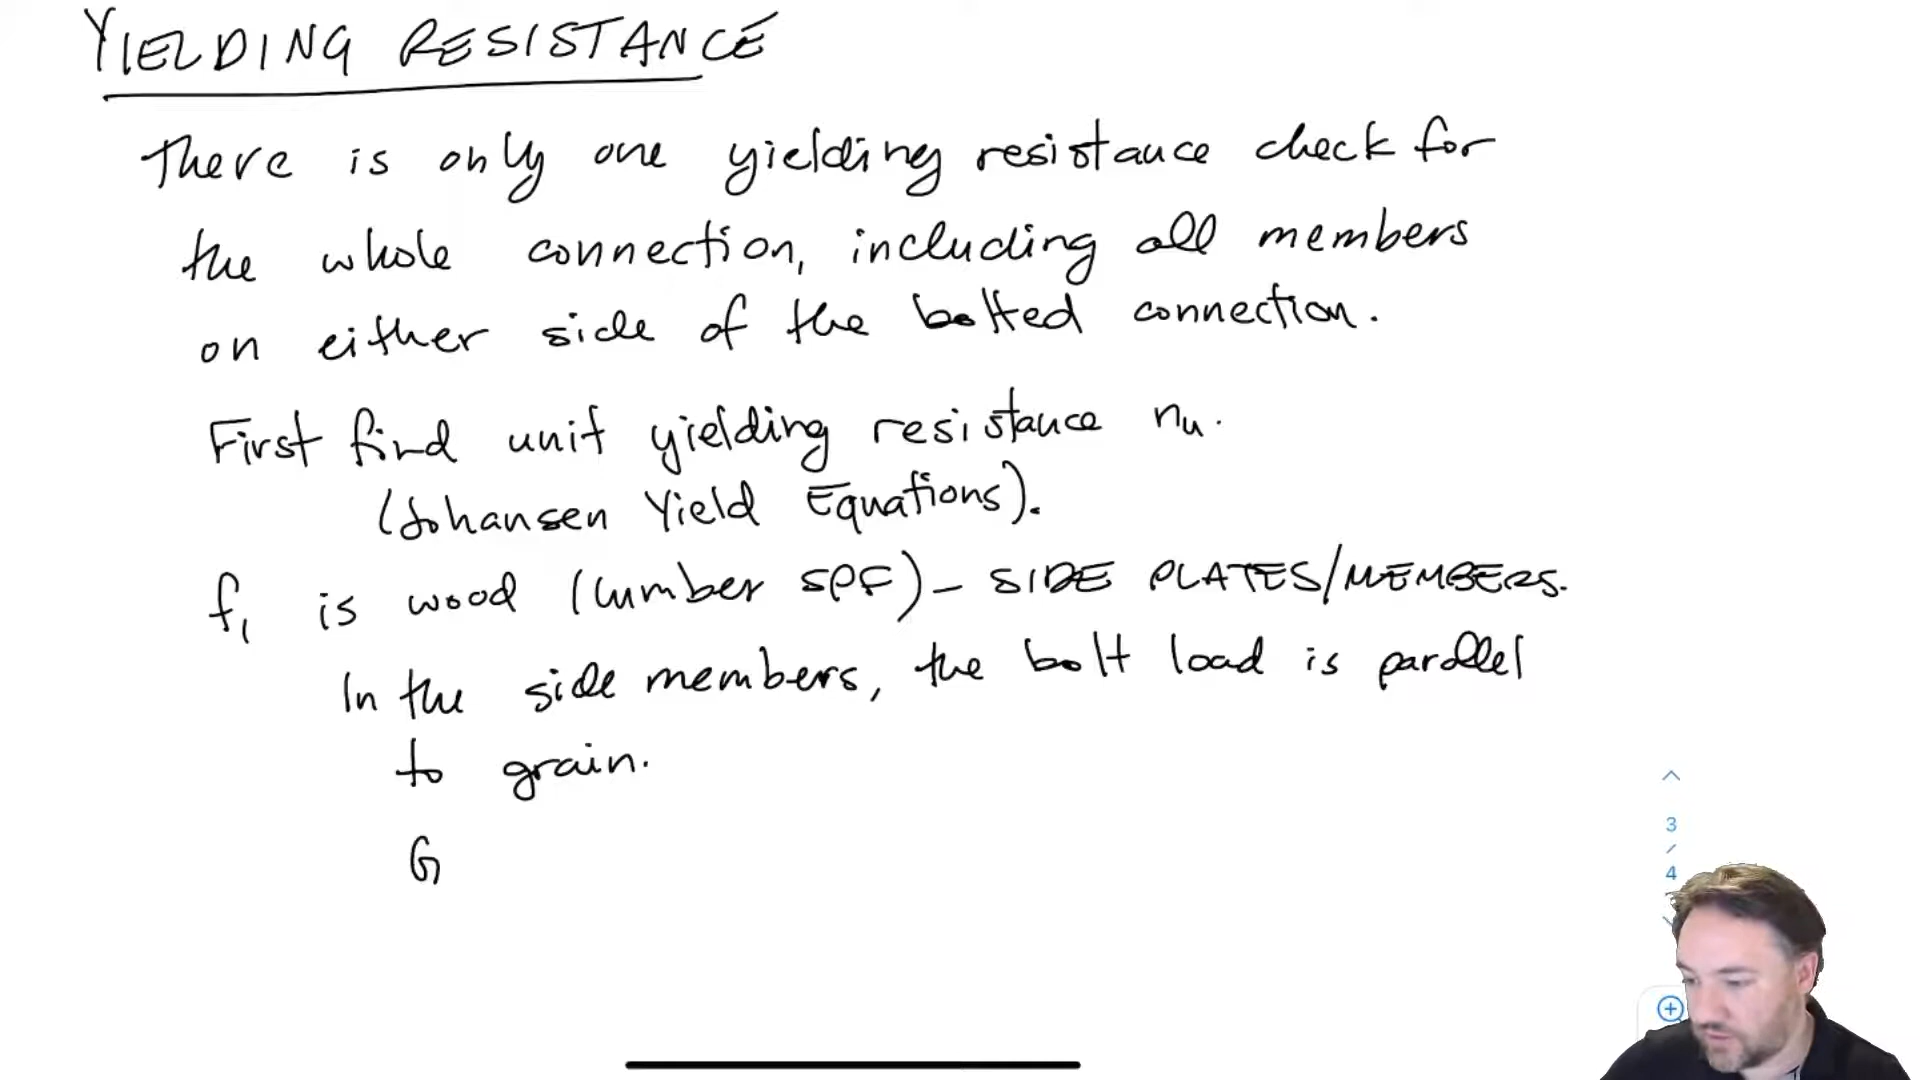 YIELDING RESISTANCE
There is only one yielding resistance check for
the whole connection, including all members
on either side of the bolted connection.
First find unit yielding resistance nu.
(Johansen Yield Equations).
f1 is wood (lumber SPF) - SIDE PLATES/MEMBERS.
In the side members, the bolt load is parallel
to grain.
G
3
/
4